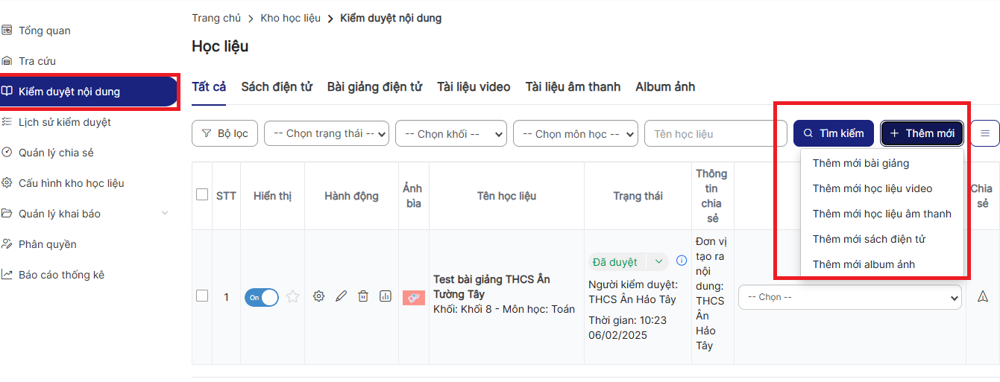 Tổng quan
Tra cứu
Kiểm duyệt nội dung
Lịch sử kiểm duyệt
Quản lý chia sẻ
Cấu hình kho học liệu
Quản lý khai báo
Phân quyền
Báo cáo thống kê
Trang chủ > Kho học liệu > Kiểm duyệt nội dung
Học liệu
Tất cả Sách điện tử Bài giảng điện tử Tài liệu video Tài liệu âm thanh Album ảnh
Bộ lọc -- Chọn trạng thái -- -- Chọn khối -- -- Chọn môn học -- Tên học liệu Tìm kiếm + Thêm mới
Thêm mới bài giảng
Thêm mới học liệu video
Thêm mới học liệu âm thanh
Thêm mới sách điện tử
Thêm mới album ảnh
STT
Hiển thị
Hành động
Ảnh
bìa
Tên học liệu
Trạng thái
Thông
tin
chia
sẻ
Chia
sẻ
1
On
Test bài giảng THCS Ân
Tường Tây
Khối: Khối 8 - Môn học: Toán
Đã duyệt
Người kiểm duyệt:
THCS Ân Hảo Tây
Thời gian: 10:23
06/02/2025
Đơn vị
tạo ra
nội
dung:
THCS
Ân
Hảo
Tây
-- Chọn --